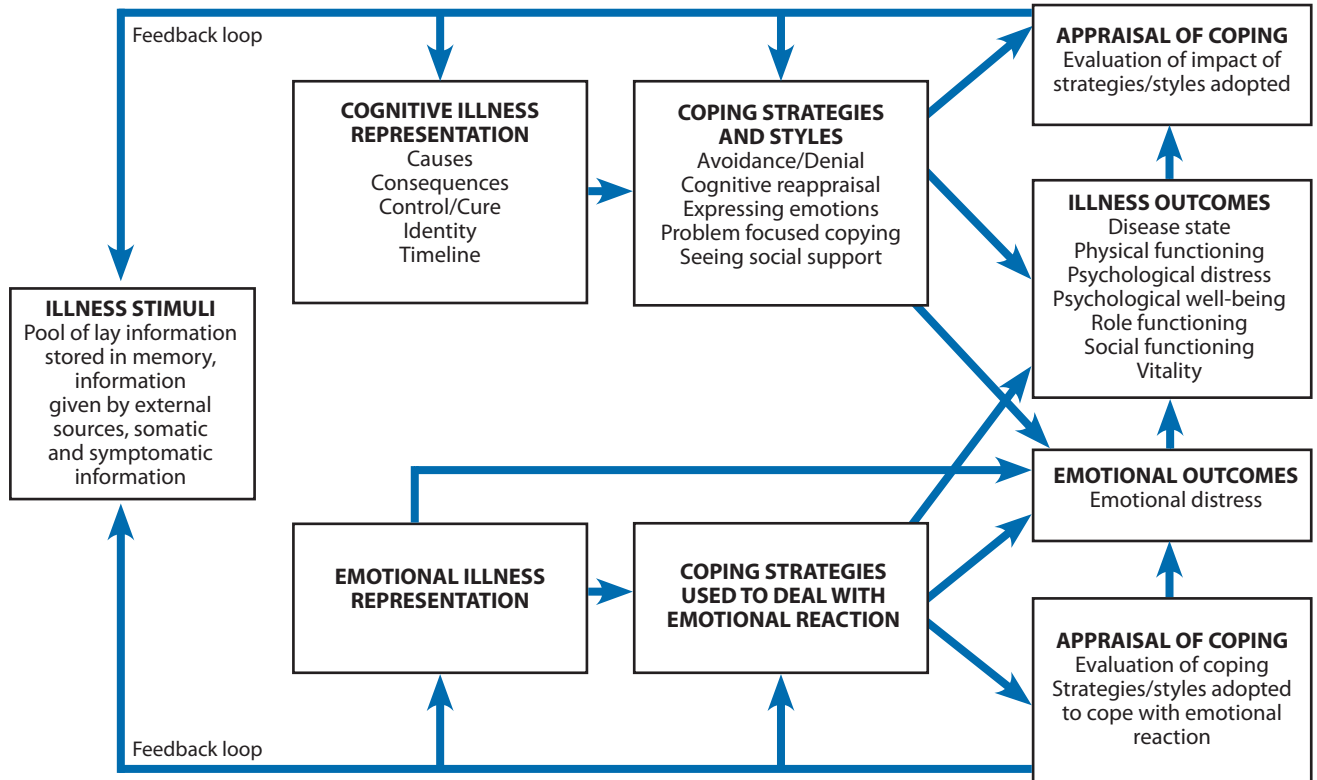 Feedback loop
APPRAISAL OF COPING
Evaluation of impact of
strategies/styles adopted
COGNITIVE ILLNESS
REPRESENTATION
Causes
Consequences
Control/Cure
Identity
Timeline
COPING STRATEGIES
AND STYLES
Avoidance/Denial
Cognitive reappraisal
Expressing emotions
Problem focused copying
Seeing social support
ILLNESS OUTCOMES
Disease state
Physical functioning
Psychological distress
Psychological well-being
Role functioning
Social functioning
Vitality
ILLNESS STIMULI
Pool of lay information
stored in memory,
information
given by external
sources, somatic
and symptomatic
information
EMOTIONAL OUTCOMES
Emotional distress
EMOTIONAL ILLNESS
REPRESENTATION
COPING STRATEGIES
USED TO DEAL WITH
EMOTIONAL REACTION
APPRAISAL OF COPING
Evaluation of coping
Strategies/styles adopted
to cope with emotional
reaction
Feedback loop